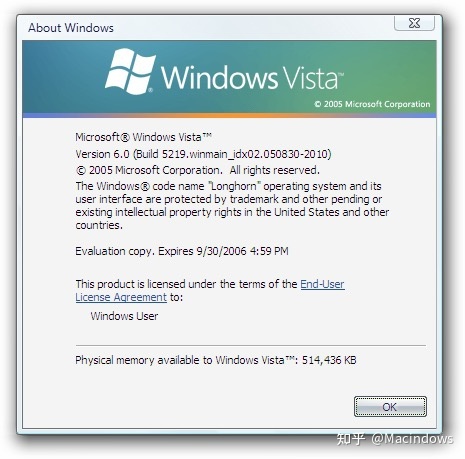 About Windows
Windows Vista™
© 2005 Microsoft Corporation
Microsoft® Windows Vista™
Version 6.0 (Build 5219.winmain_idx02.050830-2010)
© 2005 Microsoft Corporation. All rights reserved.
The Windows® code name "Longhorn" operating system and its
user interface are protected by trademark and other pending or
existing intellectual property rights in the United States and other
countries.
Evaluation copy. Expires 9/30/2006 4:59 PM
This product is licensed under the terms of the End-User
License Agreement to:
Windows User
Physical memory available to Windows Vista™: 514,436 KB
OK
知乎 @Macindows